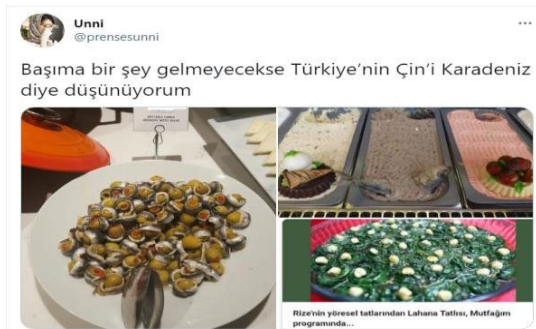 Unni
@prensesunni
Başıma bir şey gelmeyecekse Türkiye'nin Çin'i Karadeniz
diye düşünüyorum
Rize'nin yöresel tatlarından Lahana Tatlısı, Mutfağım
programında...